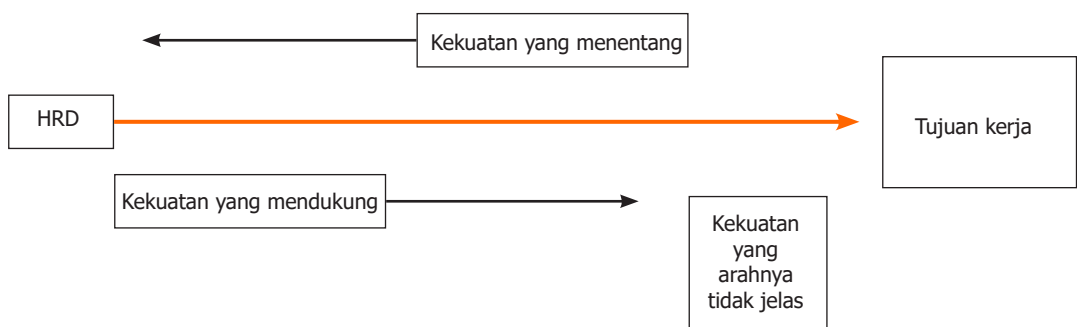 Kekuatan yang menentang
HRD
Tujuan kerja
Kekuatan yang mendukung
Kekuatan
yang
arahnya
tidak jelas